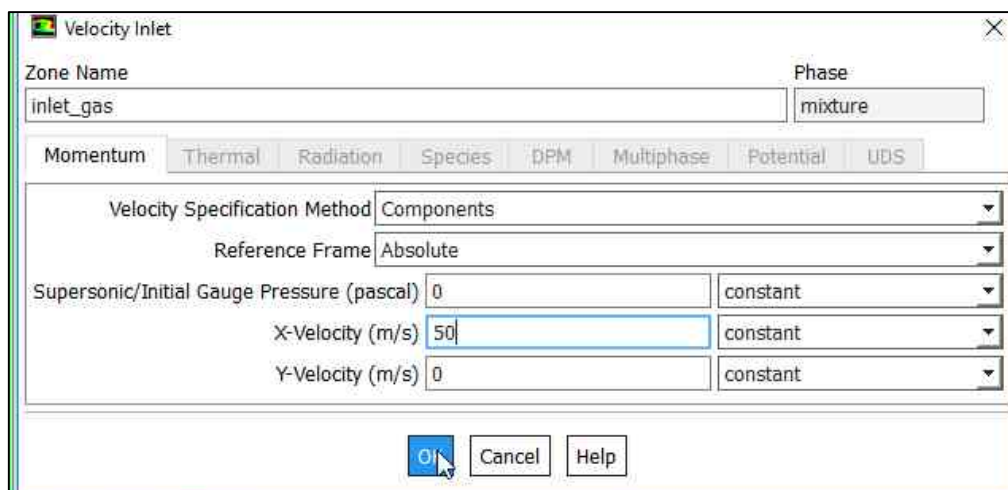 Velocity Inlet
Zone Name Phase
inlet_gas mixture
Momentum Thermal Radiation Species DPM Multiphase Potential UDS
Velocity Specification Method Components
Reference Frame Absolute
Supersonic/Initial Gauge Pressure (pascal) 0 constant
X-Velocity (m/s) 50 constant
Y-Velocity (m/s) 0 constant
OK Cancel Help